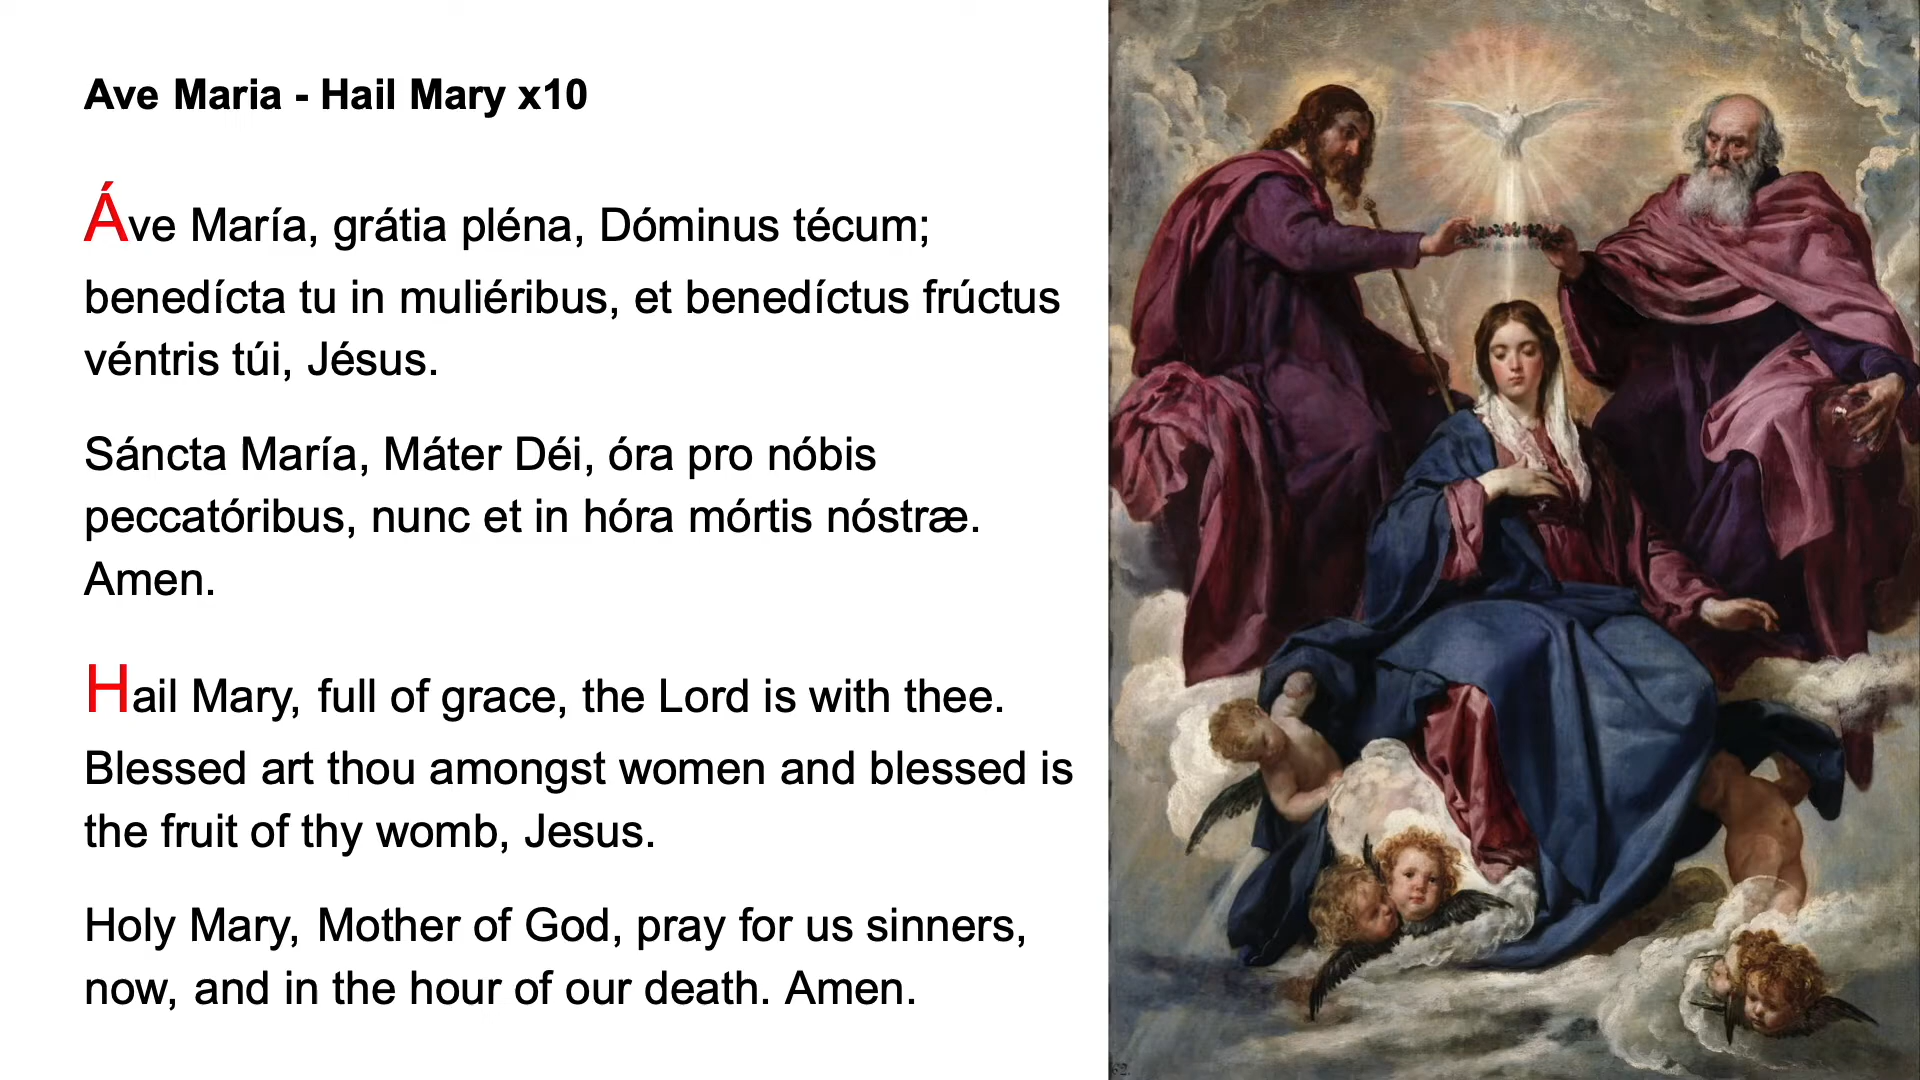 Ave Maria - Hail Mary x10
Áve María, grátia pléna, Dóminus técum;
benedícta tu in muliéribus, et benedíctus frúctus
véntris túi, Jésus.
Sáncta María, Máter Déi, óra pro nóbis
peccatóribus, nunc et in hóra mórtis nóstræ.
Amen.
Hail Mary, full of grace, the Lord is with thee.
Blessed art thou amongst women and blessed is
the fruit of thy womb, Jesus.
Holy Mary, Mother of God, pray for us sinners,
now, and in the hour of our death. Amen.
62.